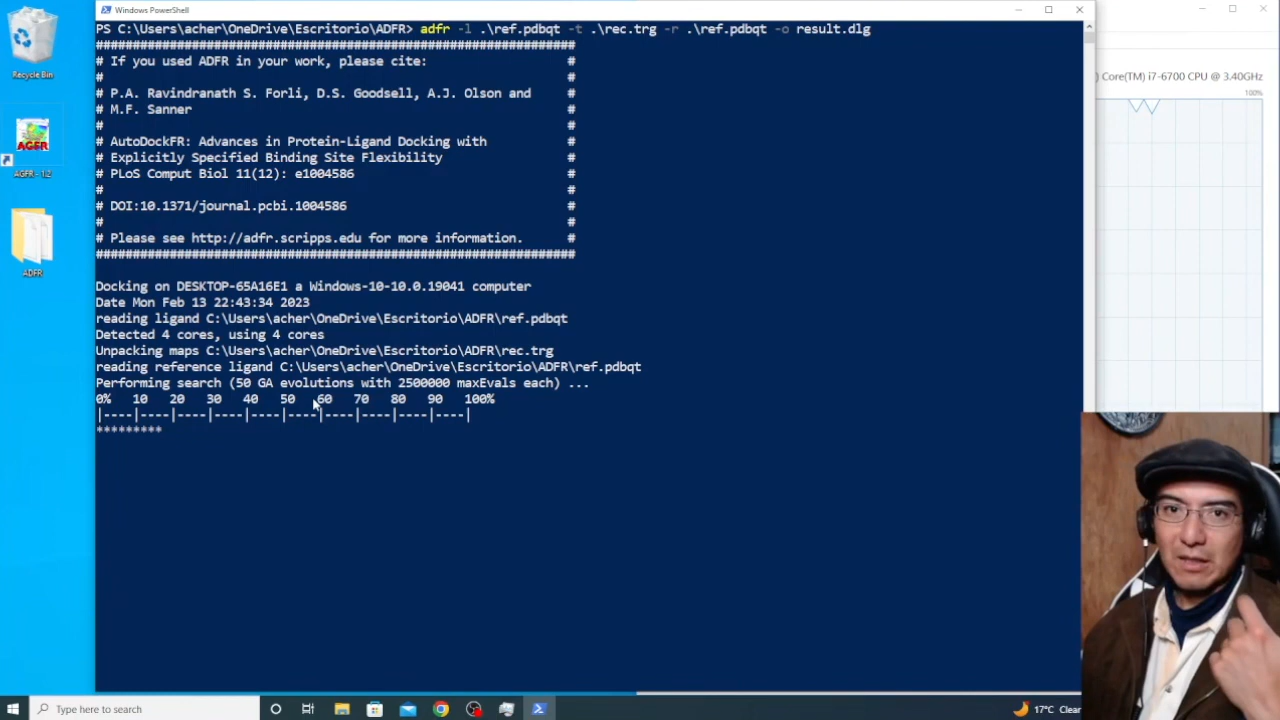 Windows PowerShell
PS C:\Users\acher\OneDrive\Escritorio\ADFR> adfr -l .\ref.pdbqt -t .\rec.trg -r .\ref.pdbqt -o result.dlg
###########################################################
# If you used ADFR in your work, please cite: #
# #
# P.A. Ravindranath S. Forli, D.S. Goodsell, A.J. Olson and
# M.F. Sanner #
# #
# AutoDockFR: Advances in Protein-Ligand Docking with #
# Explicitly Specified Binding Site Flexibility #
# PLoS Comput Biol 11(12): e1004586 #
# #
# DOI:10.1371/journal.pcbi.1004586 #
# #
# Please see http://adfr.scripps.edu for more information. #
###########################################################
Docking on DESKTOP-65A16E1 a Windows-10-10.0.19041 computer
Date Mon Feb 13 22:43:34 2023
reading ligand C:\Users\acher\OneDrive\Escritorio\ADFR\ref.pdbqt
Detected 4 cores, using 4 cores
Unpacking maps C:\Users\acher\OneDrive\Escritorio\ADFR\rec.trg
reading reference ligand C:\Users\acher\OneDrive\Escritorio\ADFR\ref.pdbqt
Performing search (50 GA evolutions with 2500000 maxEvals each) ...
0% 10 20 30 40 50 60 70 80 90 100%
|----|----|----|----|----|----|----|----|----|----|
*********
) Core(TM) i7-6700 CPU @ 3.40GHz
100%
Recycle Bin
AGFR
AGFR - 1.2
ADFR
Type here to search
17°C Clear